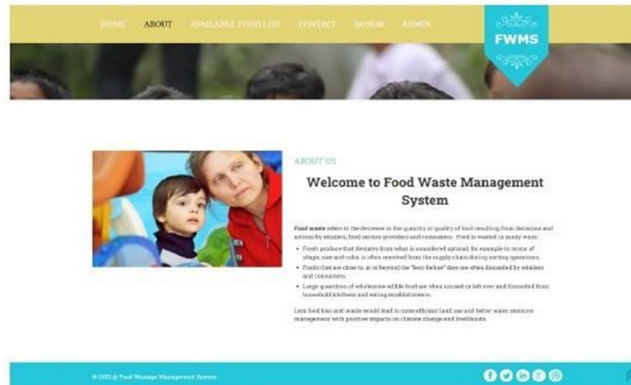 HOME ABOUT AVAILABLE FOOD LIST CONTACT DONOR ADMIN
FWMS
ABOUT US
Welcome to Food Waste Management
System
Food waste refers to the decrease in the quantity or quality of food resulting from decisions and
actions by retailers, food service providers and consumers. Food is wasted in many ways:
• Fresh produce that deviates from what is considered optimal, for example in terms of
shape, size and color, is often removed from the supply chain during sorting operations.
• Foods that are close to, at or beyond the "best-before" date are often discarded by retailers
and consumers.
• Large quantities of wholesome edible food are often unused or left over and discarded from
household kitchens and eating establishments.
Less food loss and waste would lead to more efficient land use and better water resource
management with positive impacts on climate change and livelihoods.
© 2022 @ Food Wastage Management System